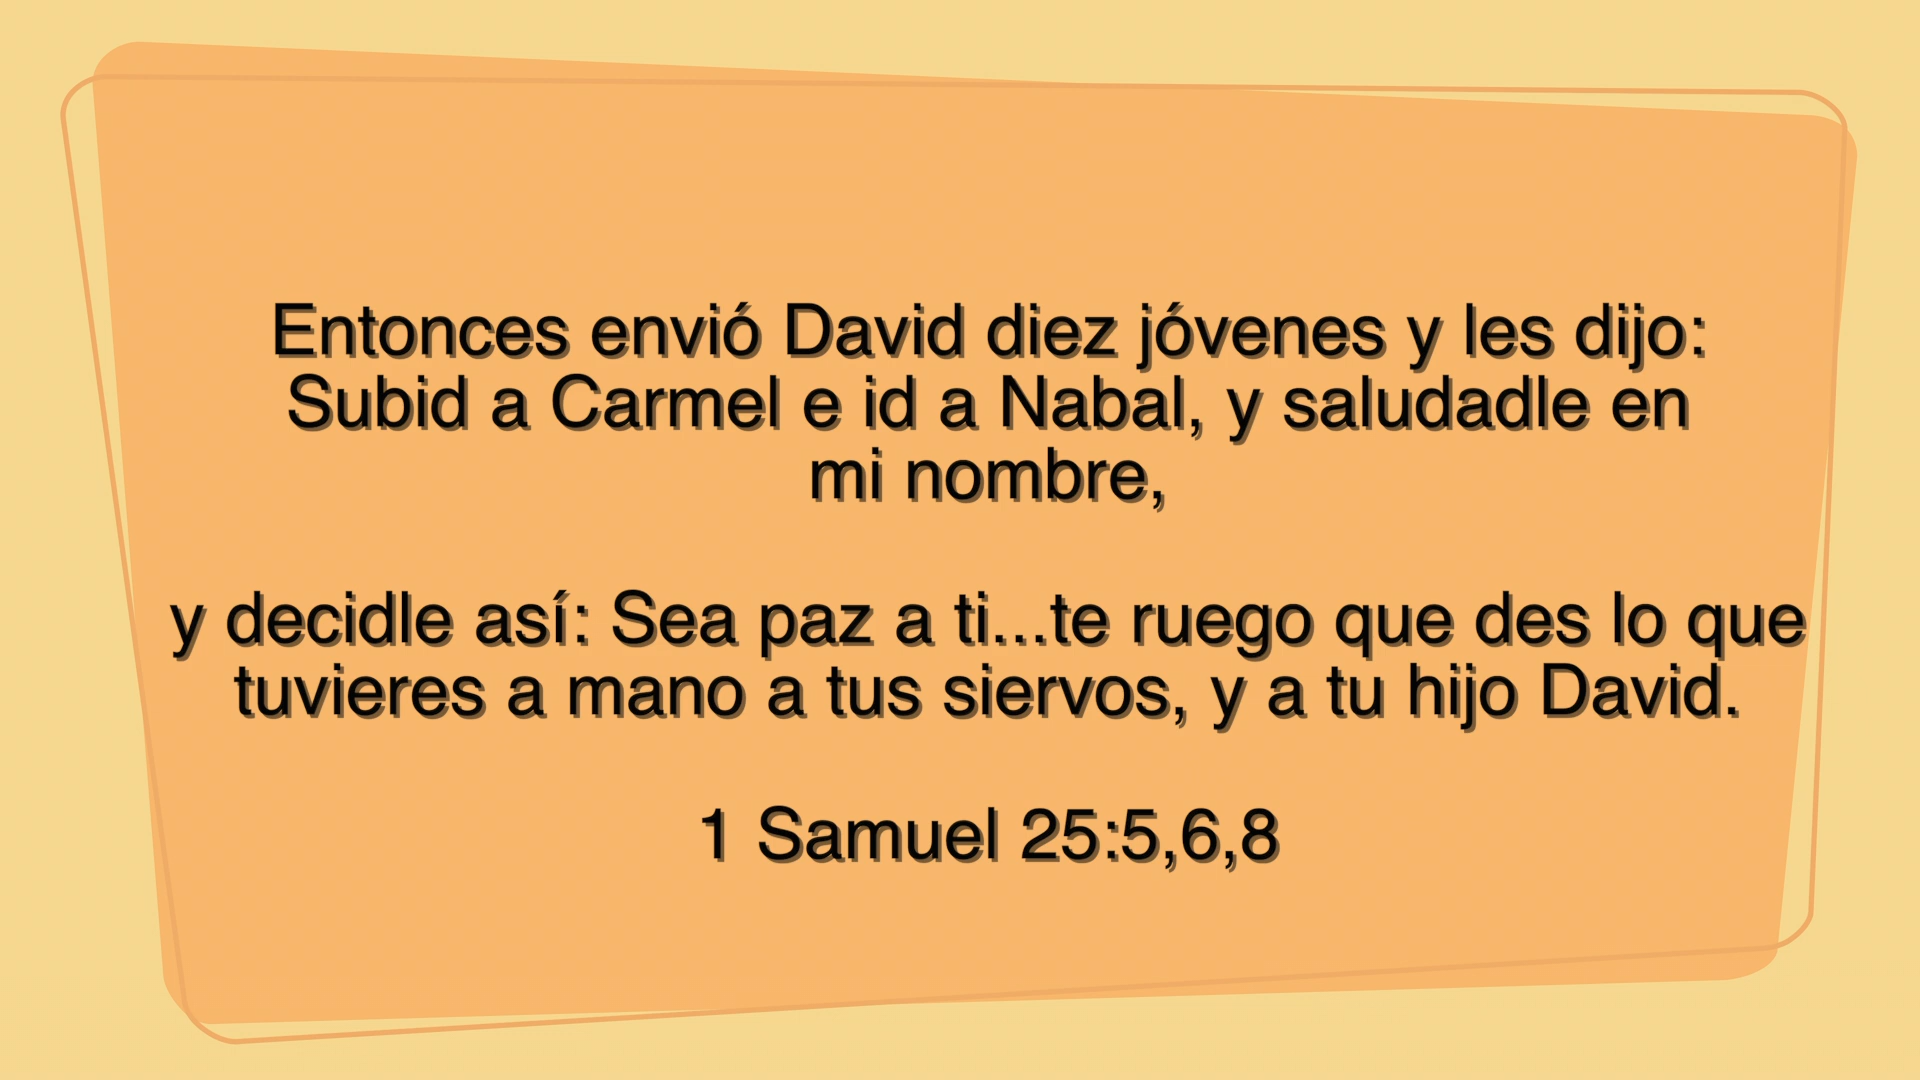 Entonces envió David diez jóvenes y les dijo:
Subid a Carmel e id a Nabal, y saludadle en
mi nombre,
y decidle así: Sea paz a ti...te ruego que des lo que
tuvieres a mano a tus siervos, y a tu hijo David.
1 Samuel 25:5,6,8